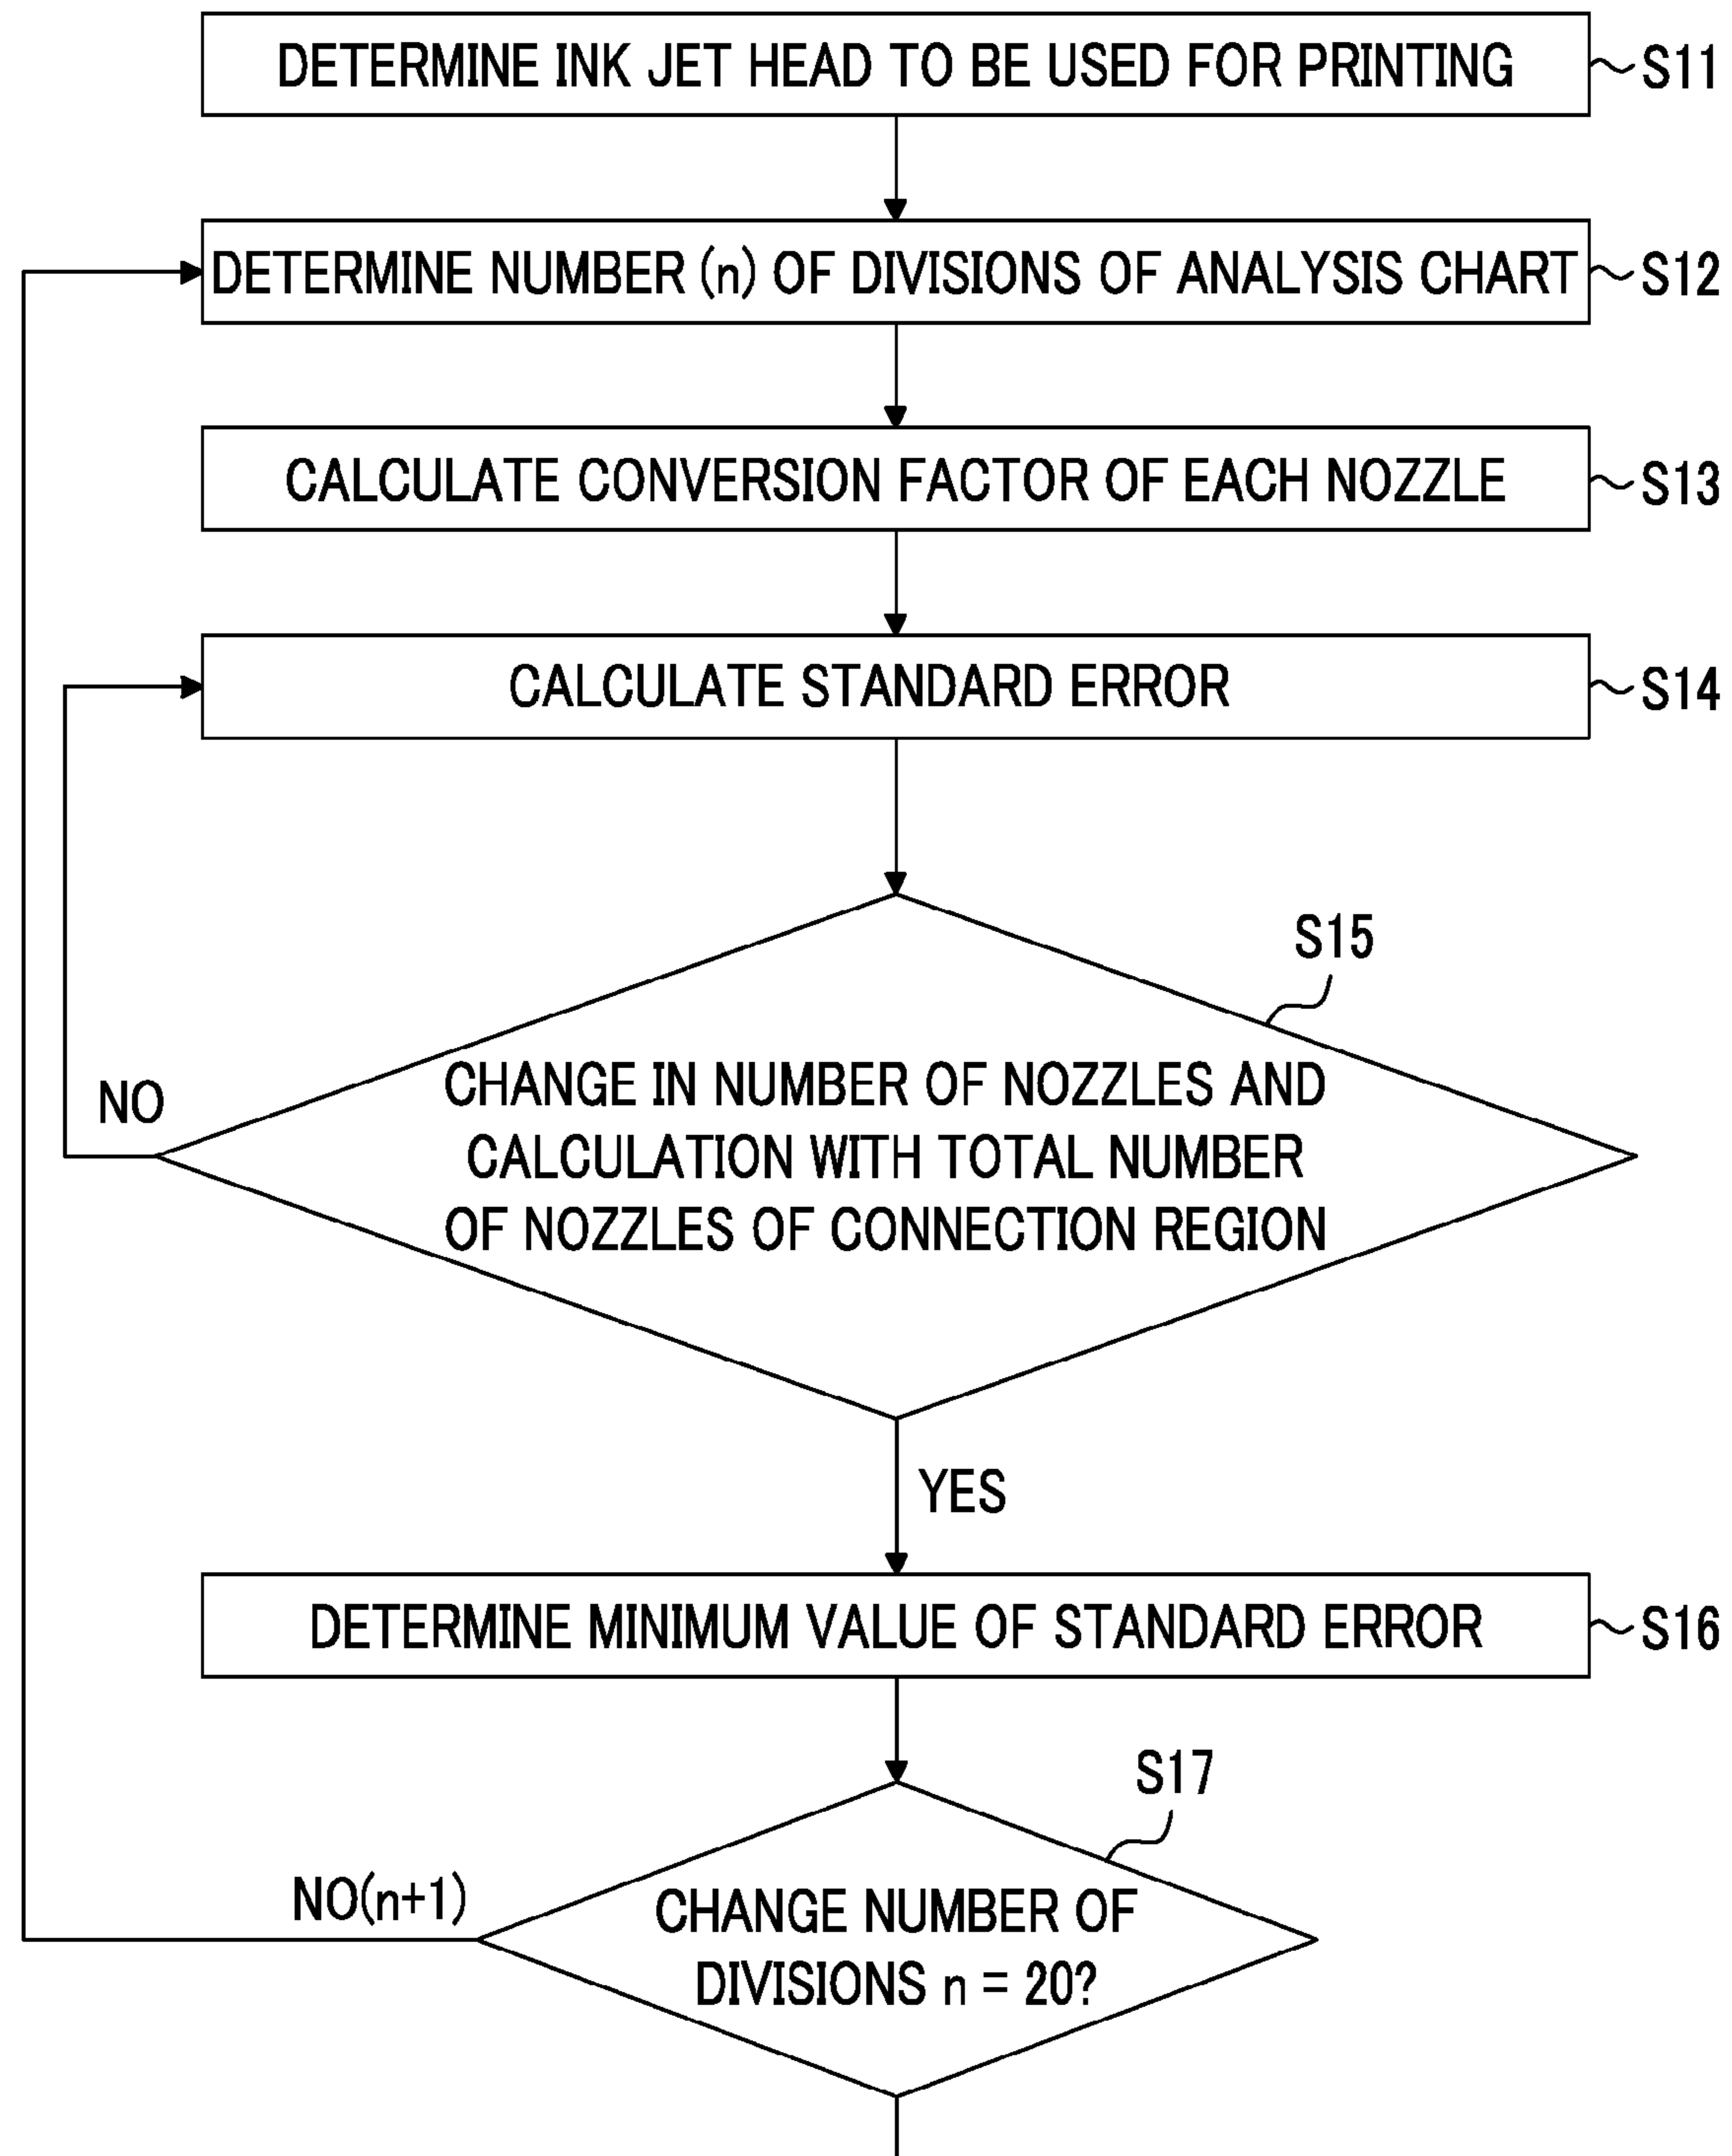 DETERMINE INK JET HEAD TO BE USED FOR PRINTING
S11
DETERMINE NUMBER (n) OF DIVISIONS OF ANALYSIS CHART
S12
CALCULATE CONVERSION FACTOR OF EACH NOZZLE
S13
CALCULATE STANDARD ERROR
S14
S15
NO
CHANGE IN NUMBER OF NOZZLES AND
CALCULATION WITH TOTAL NUMBER
OF NOZZLES OF CONNECTION REGION
YES
DETERMINE MINIMUM VALUE OF STANDARD ERROR
S16
S17
NO(n+1)
CHANGE NUMBER OF
DIVISIONS n = 20?